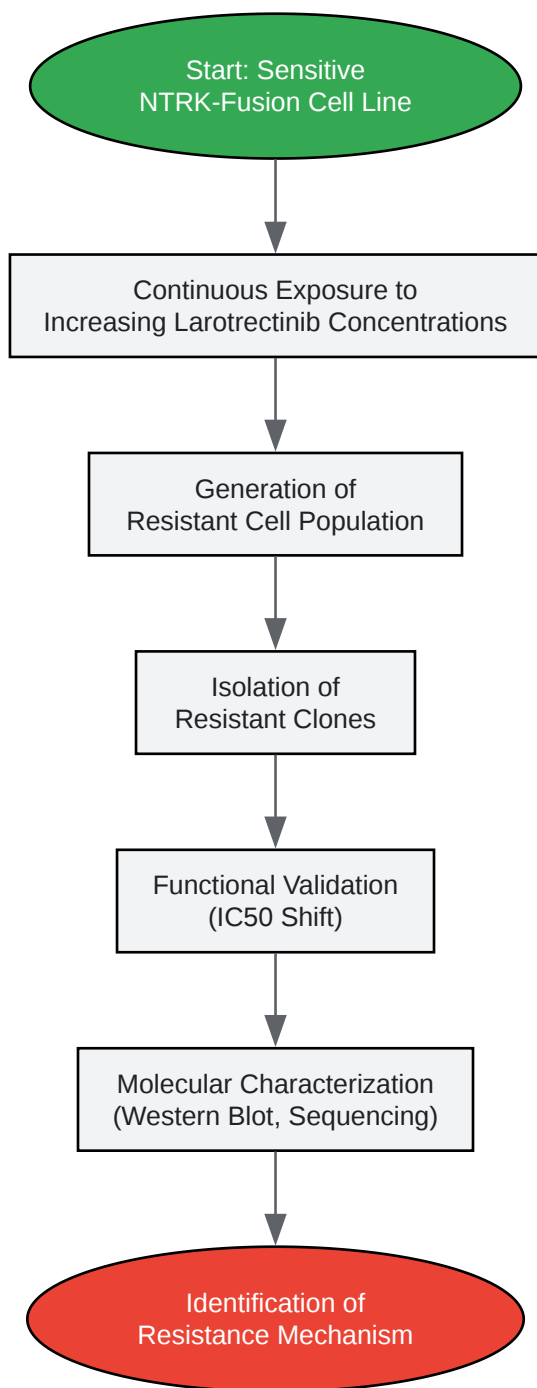 Start: Sensitive
NTRK-Fusion Cell Line
Continuous Exposure to
Increasing Larotrectinib Concentrations
Generation of
Resistant Cell Population
Isolation of
Resistant Clones
Functional Validation
(IC50 Shift)
Molecular Characterization
(Western Blot, Sequencing)
Identification of
Resistance Mechanism